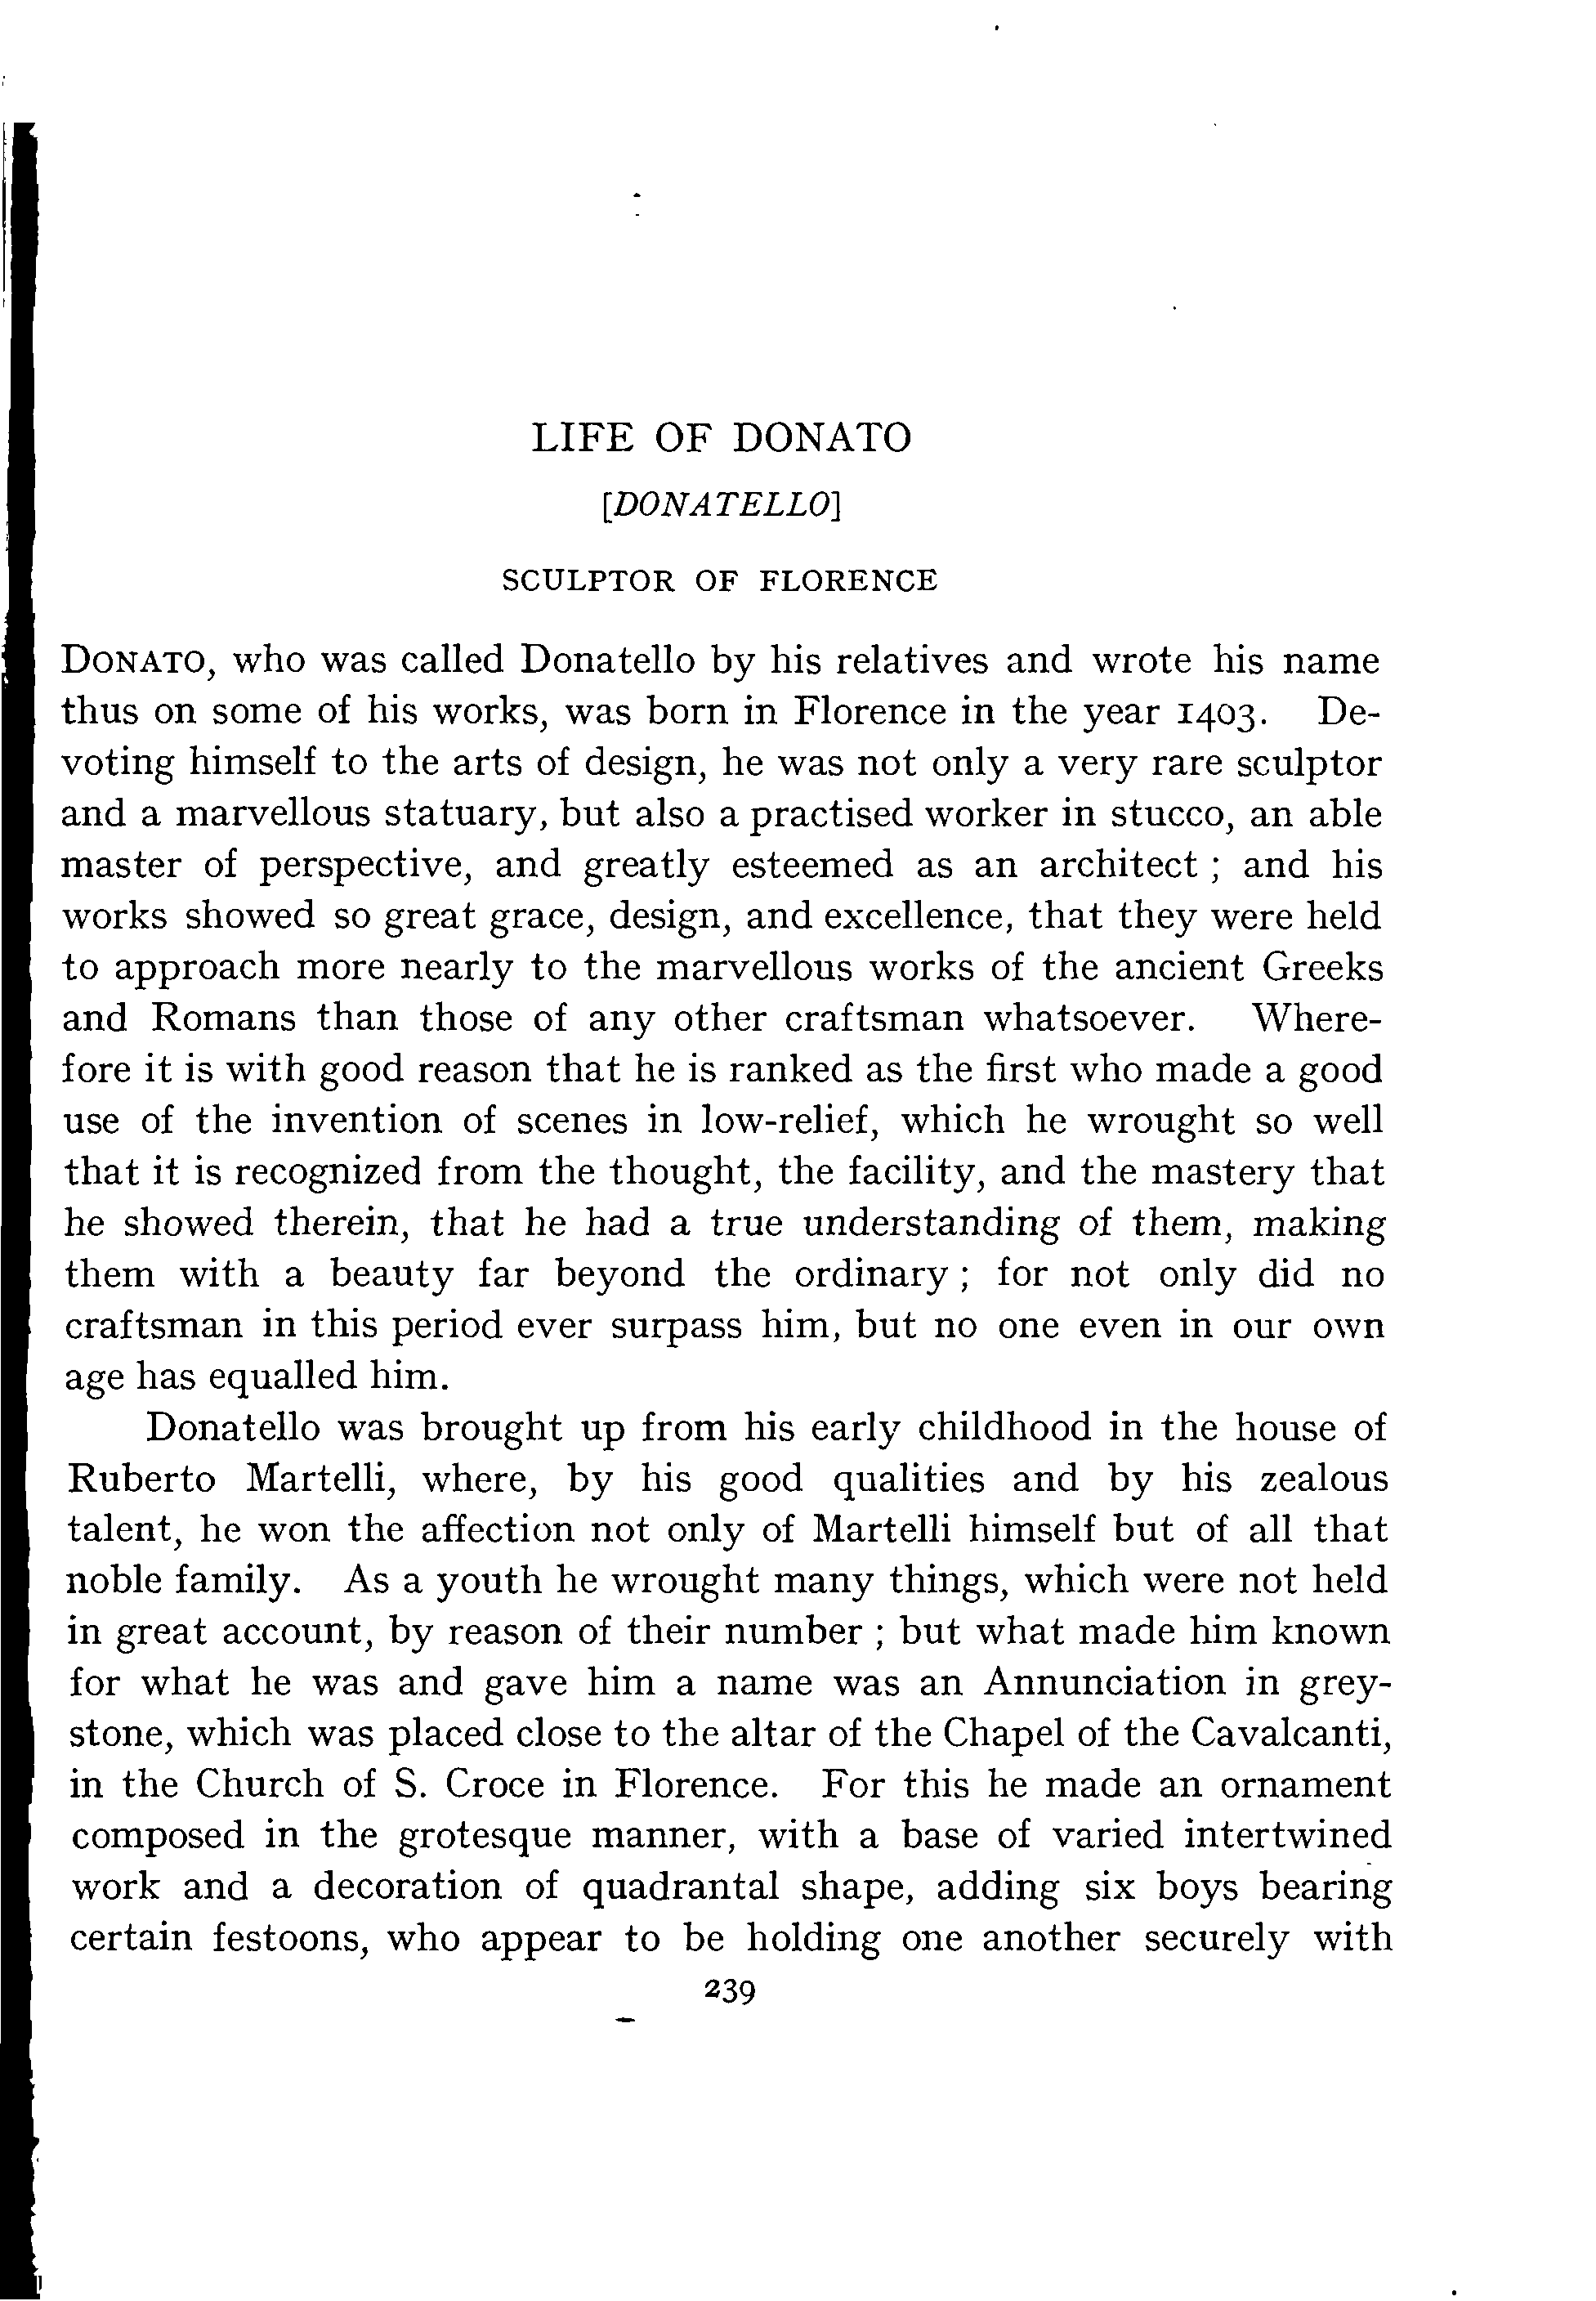 LIFE OF DONATO
[DONATELLO]
SCULPTOR OF FLORENCE
DONATO, who was called Donatello by his relatives and wrote his name
thus on some of his works, was born in Florence in the year 1403. De-
voting himself to the arts of design, he was not only a very rare sculptor
and a marvellous statuary, but also a practised worker in stucco, an able
master of perspective, and greatly esteemed as an architect ; and his
works showed so great grace, design, and excellence, that they were held
to approach more nearly to the marvellous works of the ancient Greeks
and Romans than those of any other craftsman whatsoever. Where-
fore it is with good reason that he is ranked as the first who made a good
use of the invention of scenes in low-relief, which he wrought so well
that it is recognized from the thought, the facility, and the mastery that
he showed therein, that he had a true understanding of them, making
them with a beauty far beyond the ordinary ; for not only did no
craftsman in this period ever surpass him, but no one even in our own
age has equalled him.
Donatello was brought up from his early childhood in the house of
Ruberto Martelli, where, by his good qualities and by his zealous
talent, he won the affection not only of Martelli himself but of all that
noble family. As a youth he wrought many things, which were not held
in great account, by reason of their number ; but what made him known
for what he was and gave him a name was an Annunciation in grey-
stone, which was placed close to the altar of the Chapel of the Cavalcanti,
in the Church of S. Croce in Florence. For this he made an ornament
composed in the grotesque manner, with a base of varied intertwined
work and a decoration of quadrantal shape, adding six boys bearing
certain festoons, who appear to be holding one another securely with
239